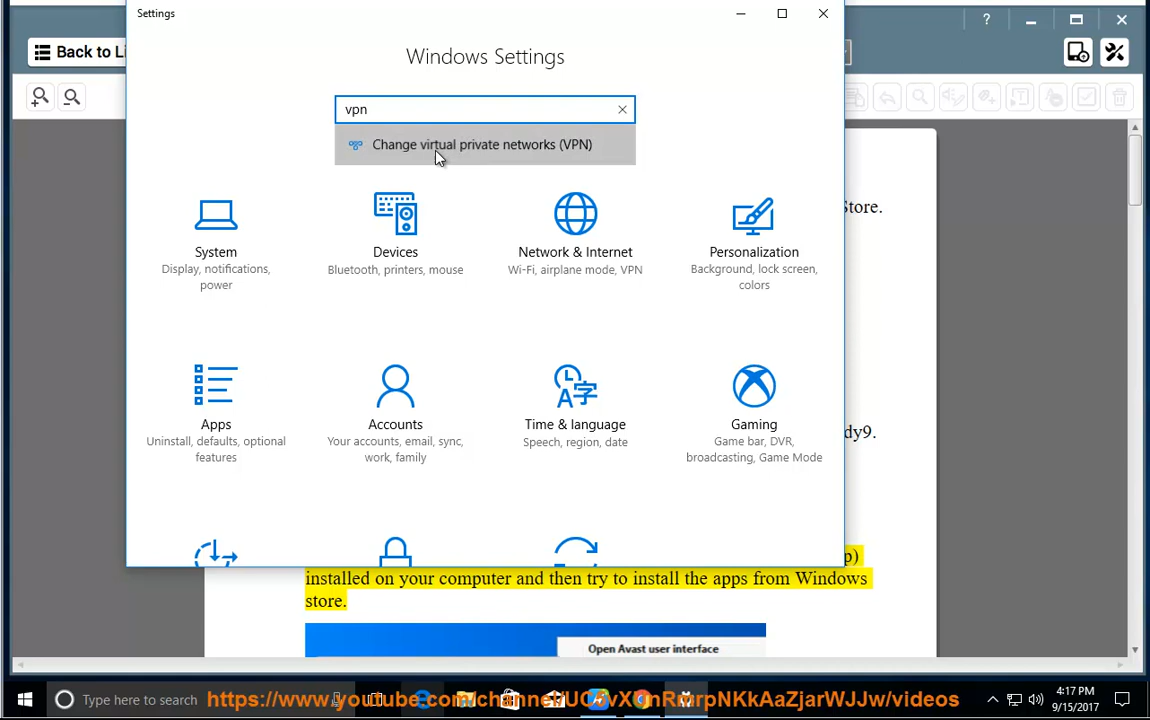 Settings
Back to Li
Windows Settings
vpn
Change virtual private networks (VPN)
System
Display, notifications,
power
Devices
Bluetooth, printers, mouse
Network & Internet
Wi-Fi, airplane mode, VPN
Personalization
Background, lock screen,
colors
Store.
Apps
Uninstall, defaults, optional
features
Accounts
Your accounts, email, sync,
work, family
Time & language
Speech, region, date
Gaming
Game bar, DVR,
broadcasting, Game Mode
dy9.
p)
installed on your computer and then try to install the apps from Windows
store.
Open Avast user interface
Type here to search
4:17 PM
9/15/2017